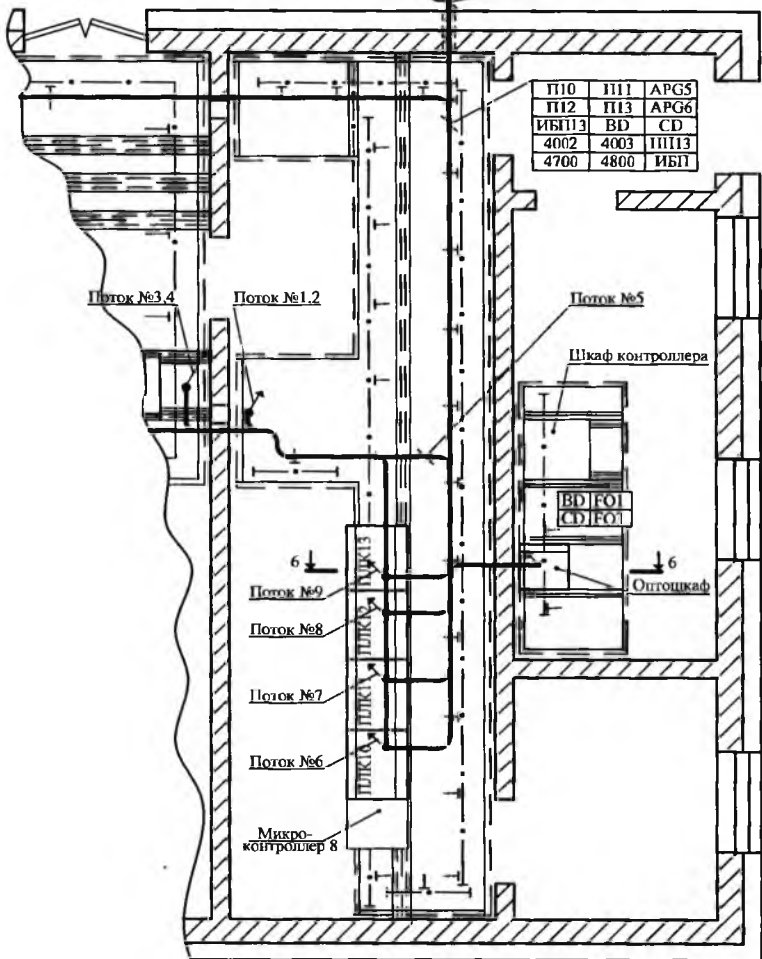 П10 П11 APG5
П12 П13 APG6
ИБП13 BD CD
4002 4003 ПП13
4700 4800 ИБП
Поток №3,4
Поток №1,2
Поток №5
Шкаф контроллера
BD FO1
CD FO1
6
6
Оптошкаф
ПЛК13
Поток №9
ПЛК12
Поток №8
ПЛК11
Поток №7
ПЛК10
Поток №6
Микро-
контроллер 8